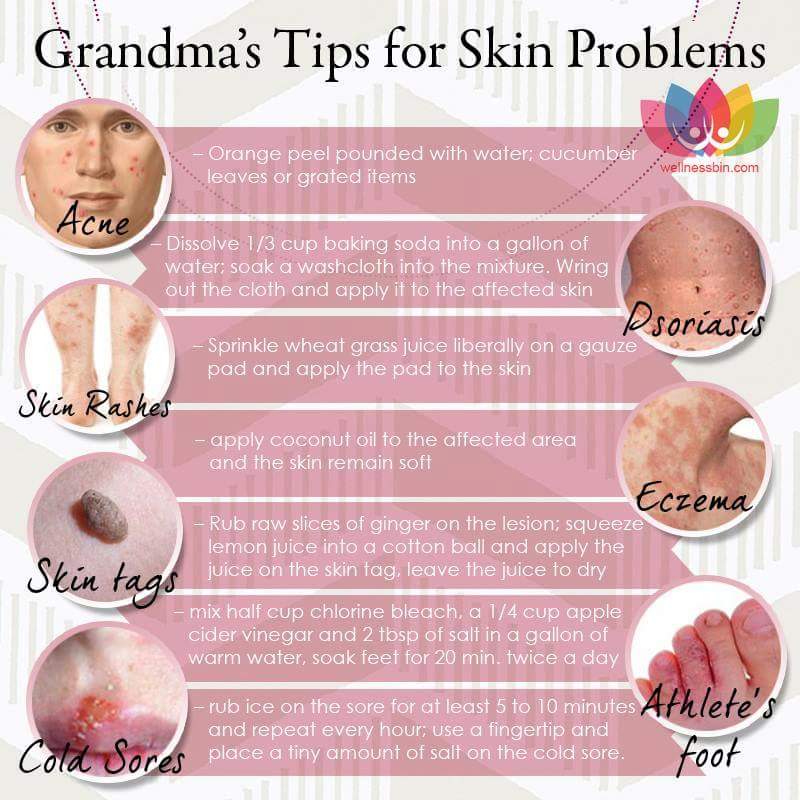 Grandma's Tips for Skin Problems
wellnessbin.com
Acne
– Orange peel pounded with water; cucumber
leaves or grated items
– Dissolve 1/3 cup baking soda into a gallon of
water; soak a washcloth into the mixture. Wring
out the cloth and apply it to the affected skin
Psoriasis
Skin Rashes
– Sprinkle wheat grass juice liberally on a gauze
pad and apply the pad to the skin
– apply coconut oil to the affected area
and the skin remain soft
Eczema
Skin tags
– Rub raw slices of ginger on the lesion; squeeze
lemon juice into a cotton ball and apply the
juice on the skin tag, leave the juice to dry
– mix half cup chlorine bleach, a 1/4 cup apple
cider vinegar and 2 tbsp of salt in a gallon of
warm water, soak feet for 20 min. twice a day
Athlete's
foot
Cold Sores
– rub ice on the sore for at least 5 to 10 minutes
and repeat every hour; use a fingertip and
place a tiny amount of salt on the cold sore.